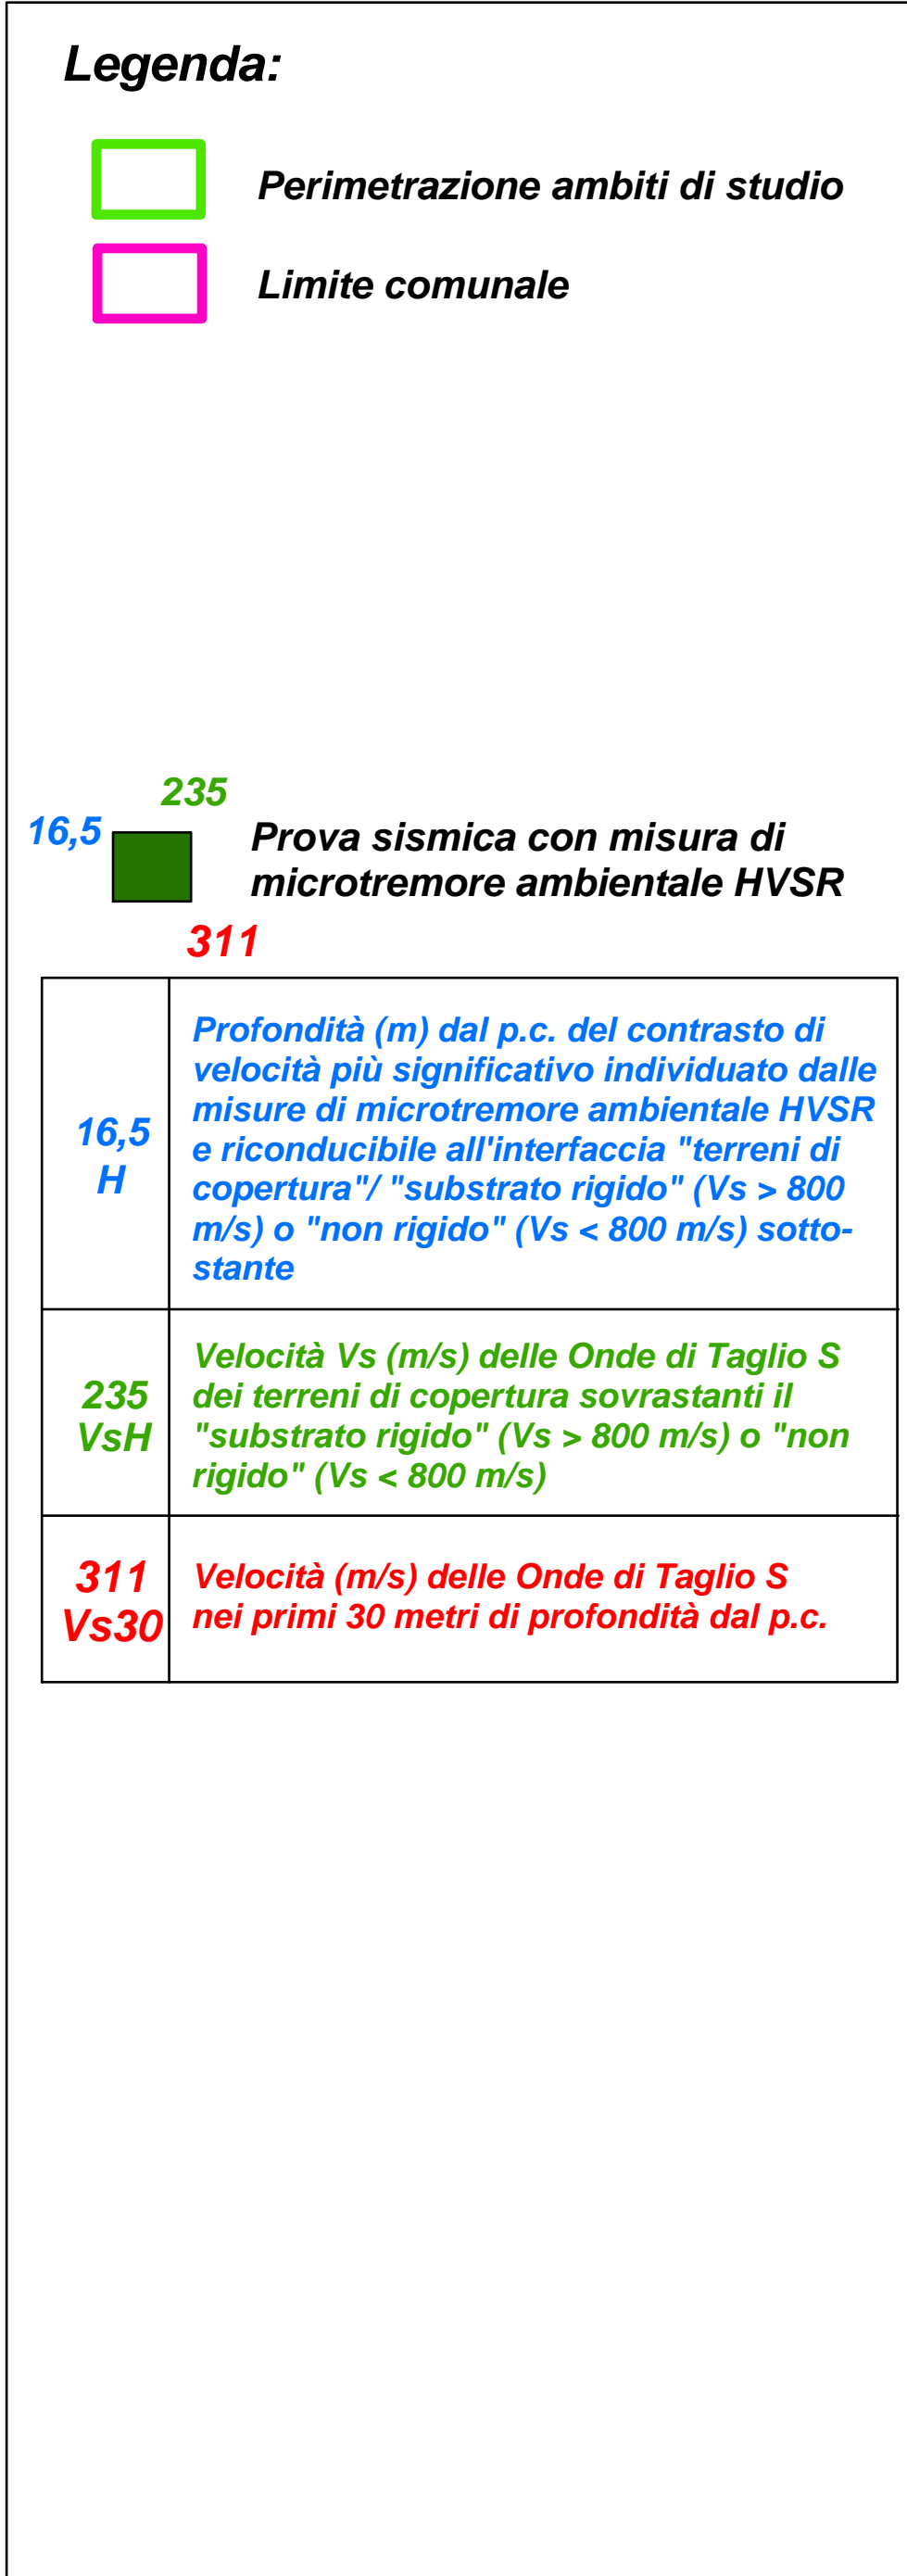 Legenda:
Perimetrazione ambiti di studio
Limite comunale
235
16,5
Prova sismica con misura di
microtremore ambientale HVSR
311
16,5
H
Profondità (m) dal p.c. del contrasto di
velocità più significativo individuato dalle
misure di microtremore ambientale HVSR
e riconducibile all'interfaccia "terreni di
copertura"/ "substrato rigido" (Vs > 800
m/s) o "non rigido" (Vs < 800 m/s) sotto-
stante
235
VsH
Velocità Vs (m/s) delle Onde di Taglio S
dei terreni di copertura sovrastanti il
"substrato rigido" (Vs > 800 m/s) o "non
rigido" (Vs < 800 m/s)
311
Vs30
Velocità (m/s) delle Onde di Taglio S
nei primi 30 metri di profondità dal p.c.